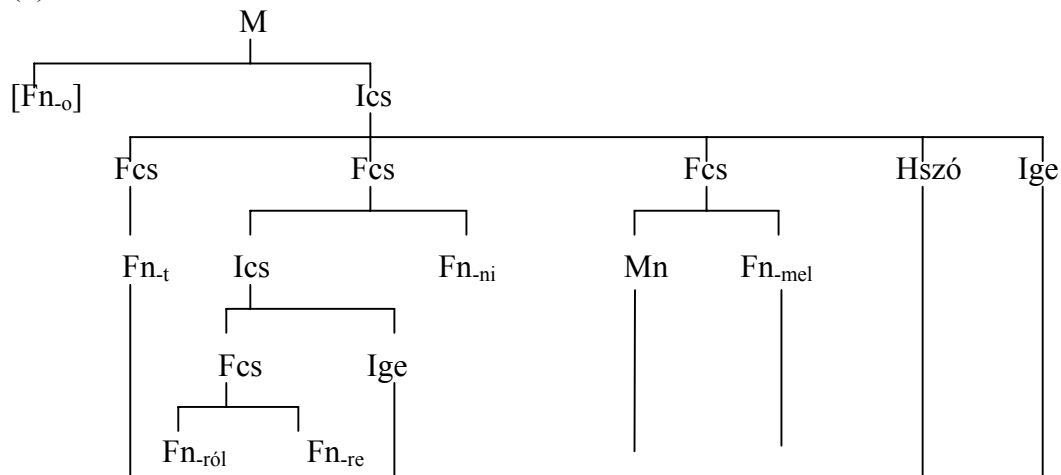 M
[Fn-o] Ics
Fcs Fcs Fcs Hszó Ige
Fn-t Ics Fn-ni Mn Fn-mel
Fcs Ige
Fn-ról Fn-re